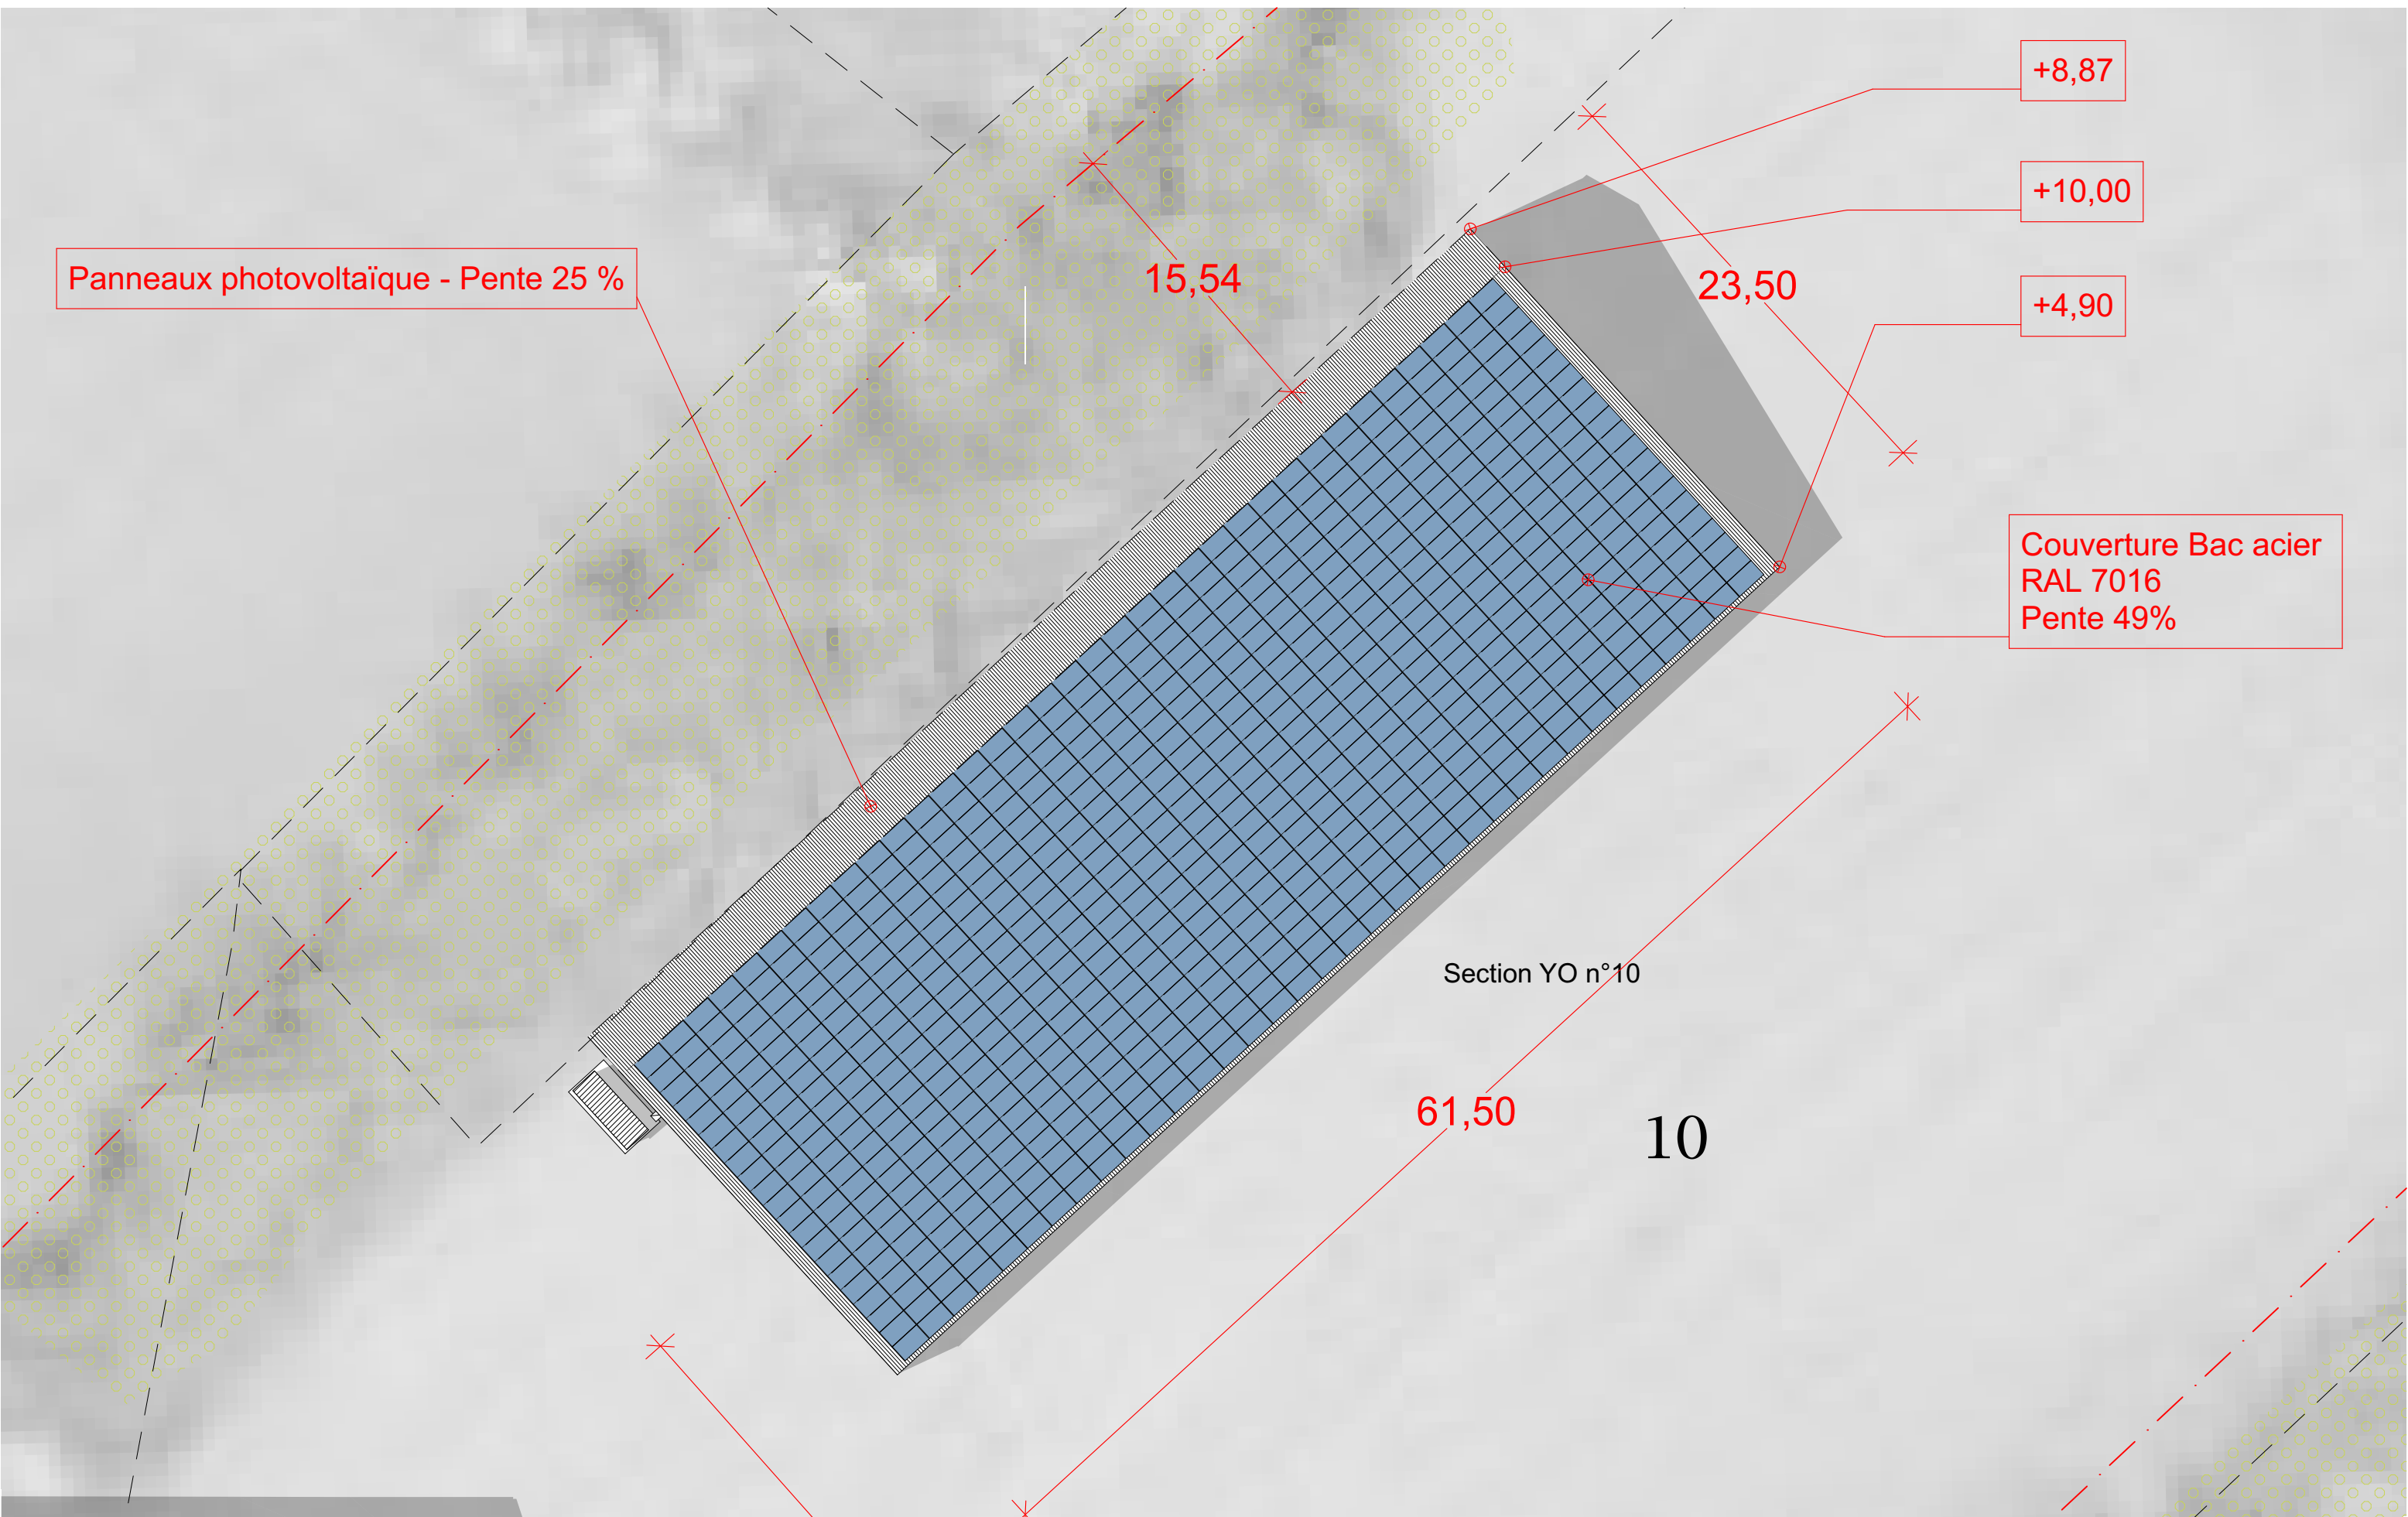 +8,87
+10,00
Panneaux photovoltaïque - Pente 25 %
15,54
23,50
+4,90
Couverture Bac acier
RAL 7016
Pente 49%
Section YO n°10
61,50
10